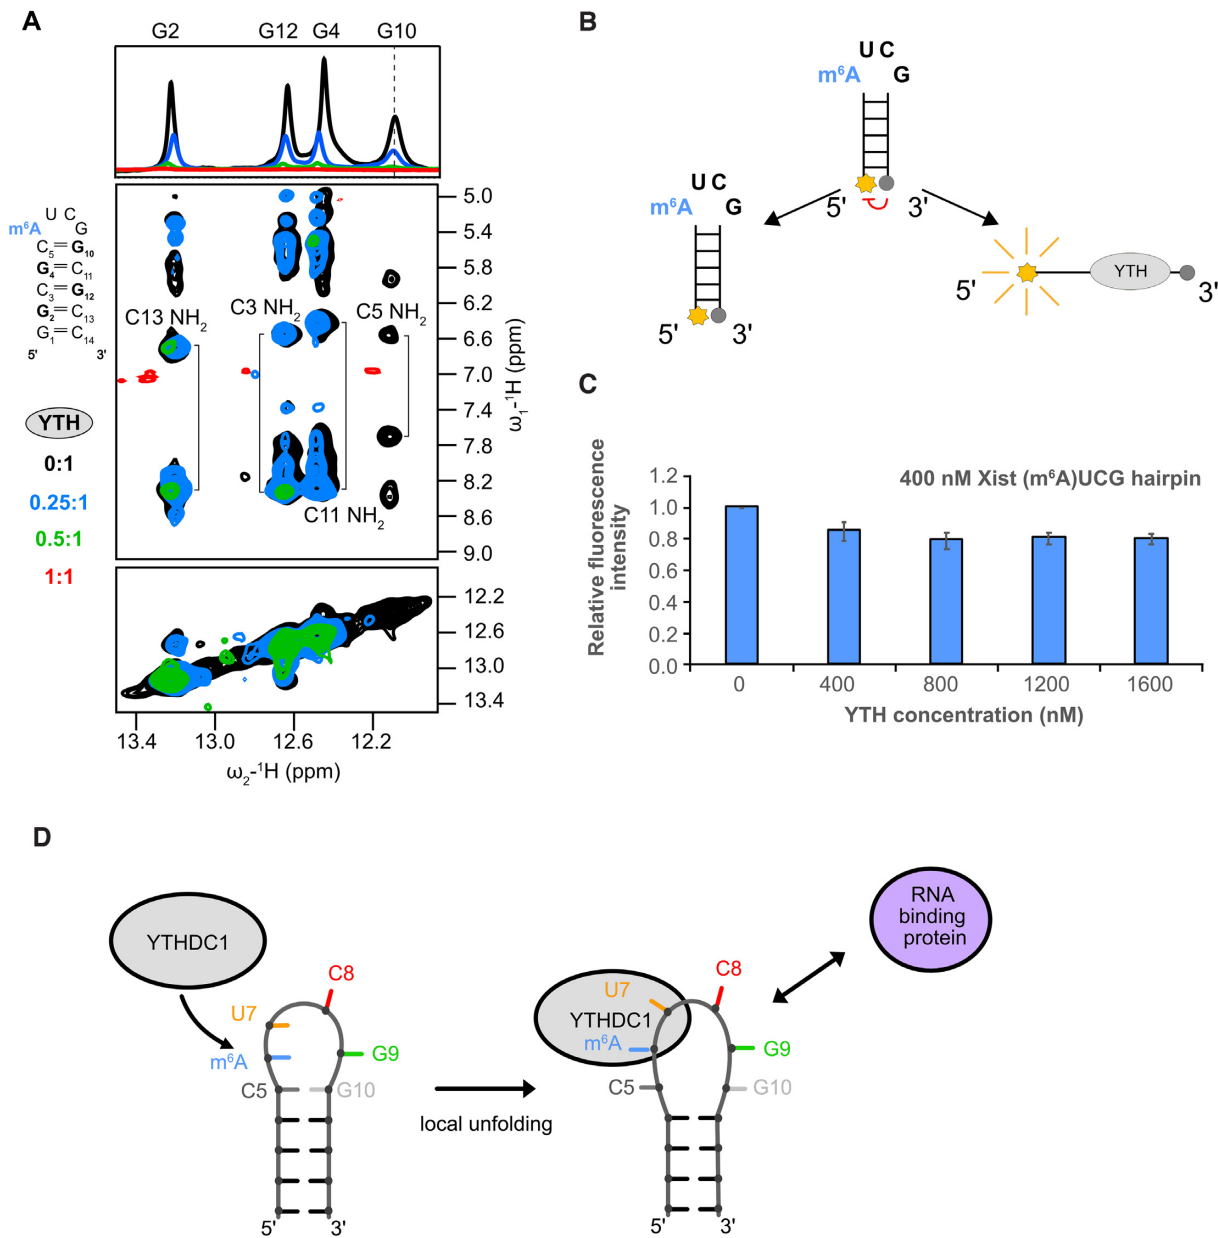 A
G2 G12 G4 G10
U C
m⁶A G
C₅ G₁₀
G₄ C₁₁
C₃ G₁₂
G₂ C₁₃
G₁ C₁₄
5' 3'
YTH
0:1
0.25:1
0.5:1
1:1
C13 NH₂
C3 NH₂
C5 NH₂
C11 NH₂
5.0
5.4
5.8
6.2
6.6
7.0
7.4
7.8
8.2
8.6
9.0
ω₁-¹H (ppm)
12.2
12.6
13.0
13.4
13.4 13.0 12.6 12.2
ω₂-¹H (ppm)
B
U C
m⁶A G
5' 3'
U C
m⁶A G
5' 3'
YTH
5' 3'
C
400 nM Xist (m⁶A)UCG hairpin
Relative fluorescence
intensity
1.2
1.0
0.8
0.6
0.4
0.2
0.0
0 400 800 1200 1600
YTH concentration (nM)
D
YTHDC1
C8
U7
m⁶A
G9
C5 G10
5' 3'
local unfolding
C8
U7
YTHDC1
m⁶A
G9
C5 G10
5' 3'
RNA
binding
protein